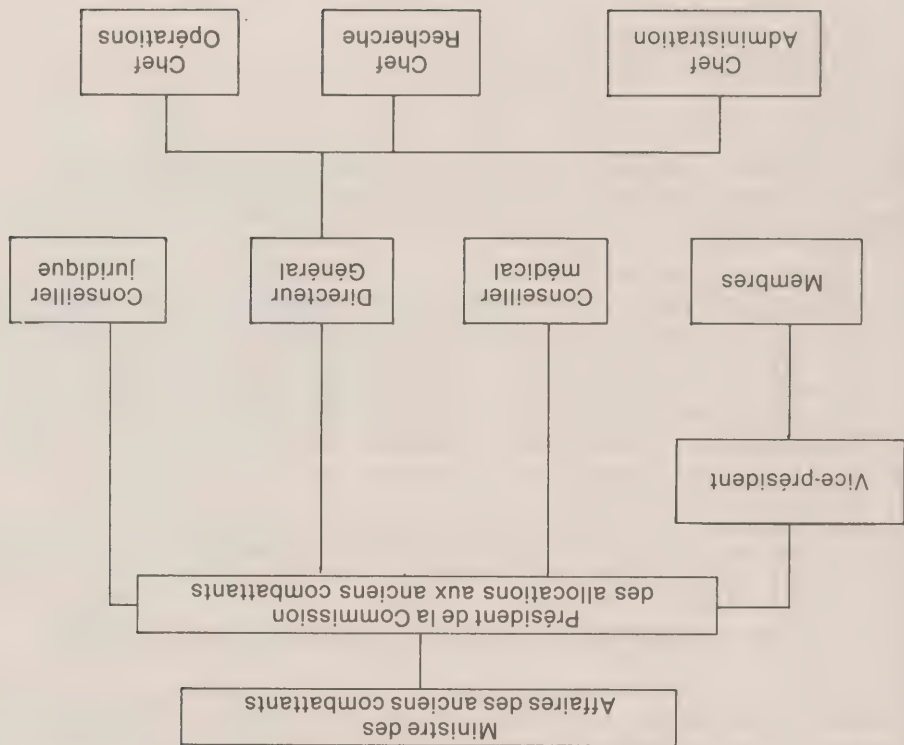 Ministre des
Affaires des anciens combattants
Président de la Commission
des allocations aux anciens combattants
Vice-président
Membres
Conseiller
médical
Directeur
Général
Conseiller
juridique
Chef
Administration
Chef
Recherche
Chef
Opérations